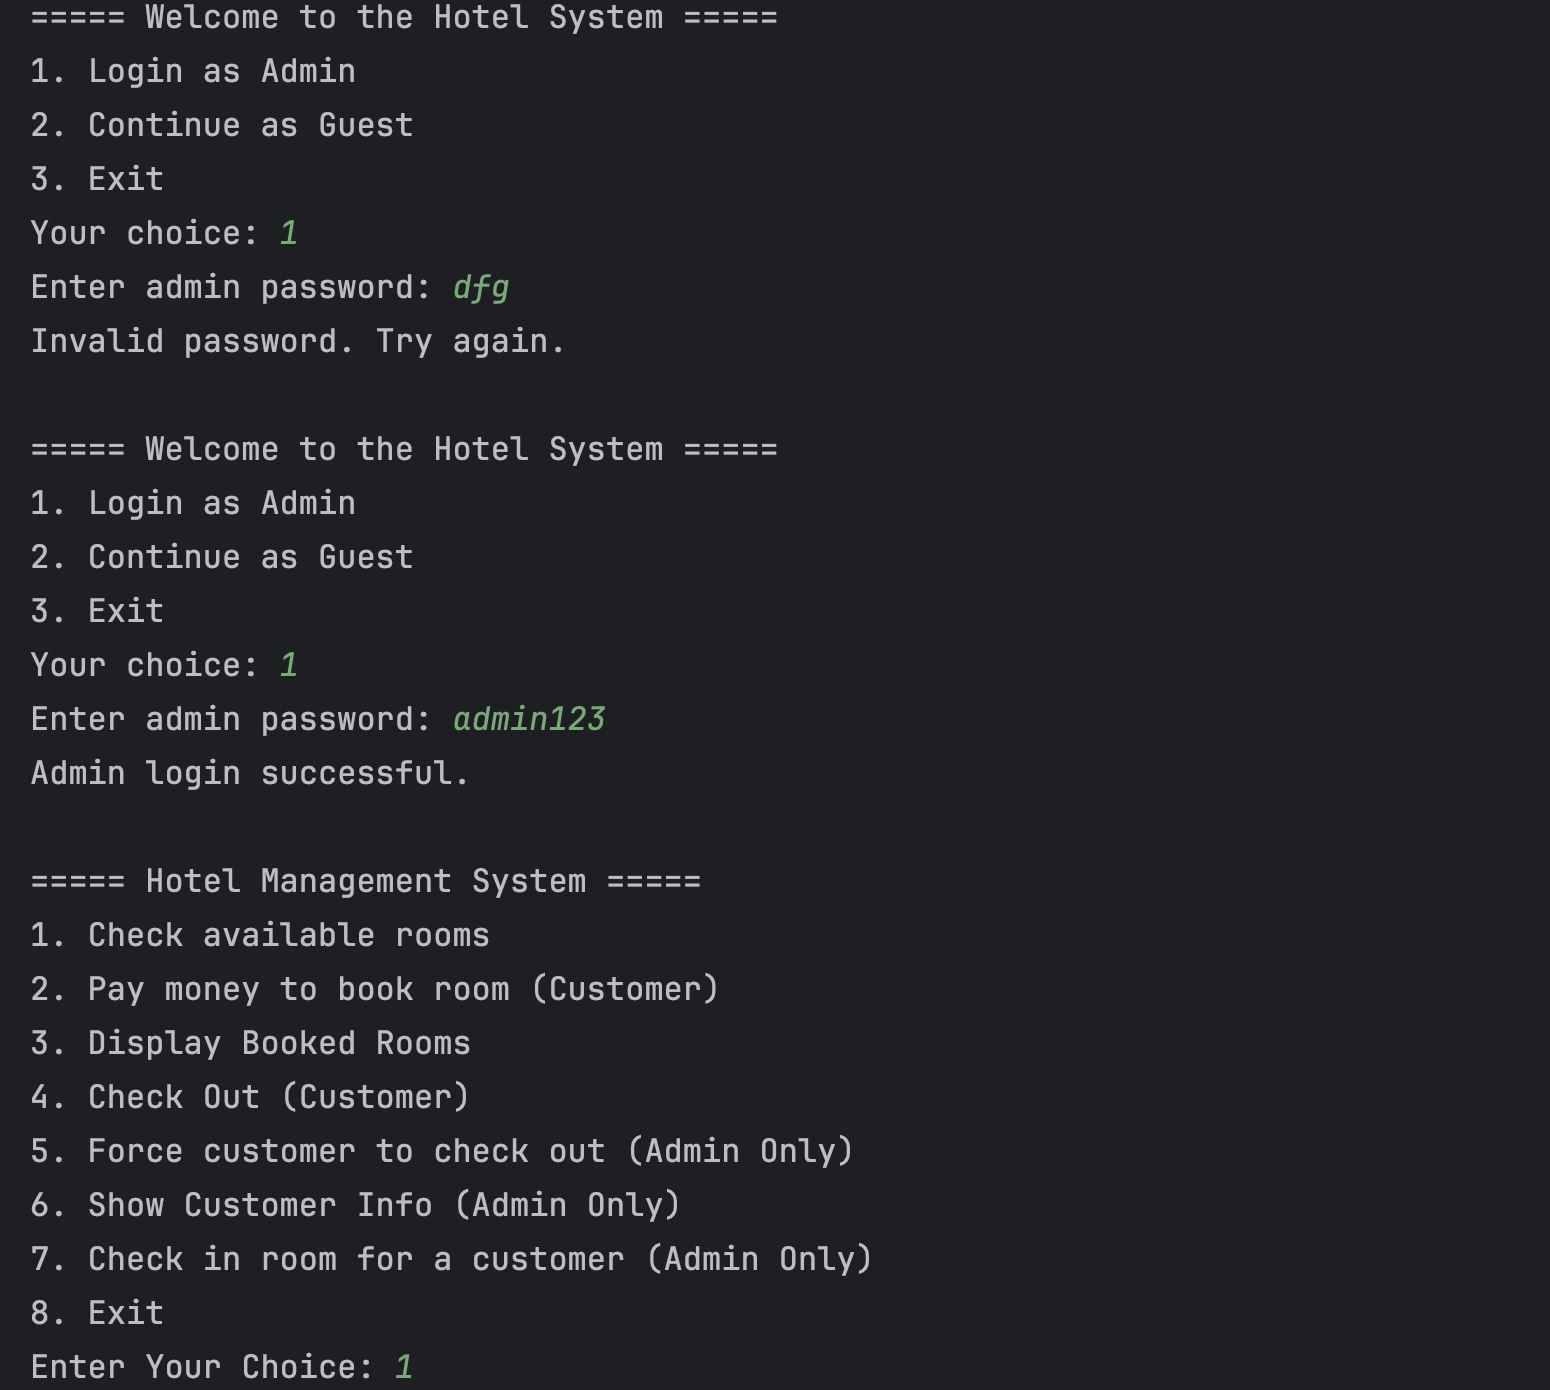 ===== Welcome to the Hotel System =====
1. Login as Admin
2. Continue as Guest
3. Exit
Your choice: 1
Enter admin password: dfg
Invalid password. Try again.
===== Welcome to the Hotel System =====
1. Login as Admin
2. Continue as Guest
3. Exit
Your choice: 1
Enter admin password: admin123
Admin login successful.
===== Hotel Management System =====
1. Check available rooms
2. Pay money to book room (Customer)
3. Display Booked Rooms
4. Check Out (Customer)
5. Force customer to check out (Admin Only)
6. Show Customer Info (Admin Only)
7. Check in room for a customer (Admin Only)
8. Exit
Enter Your Choice: 1